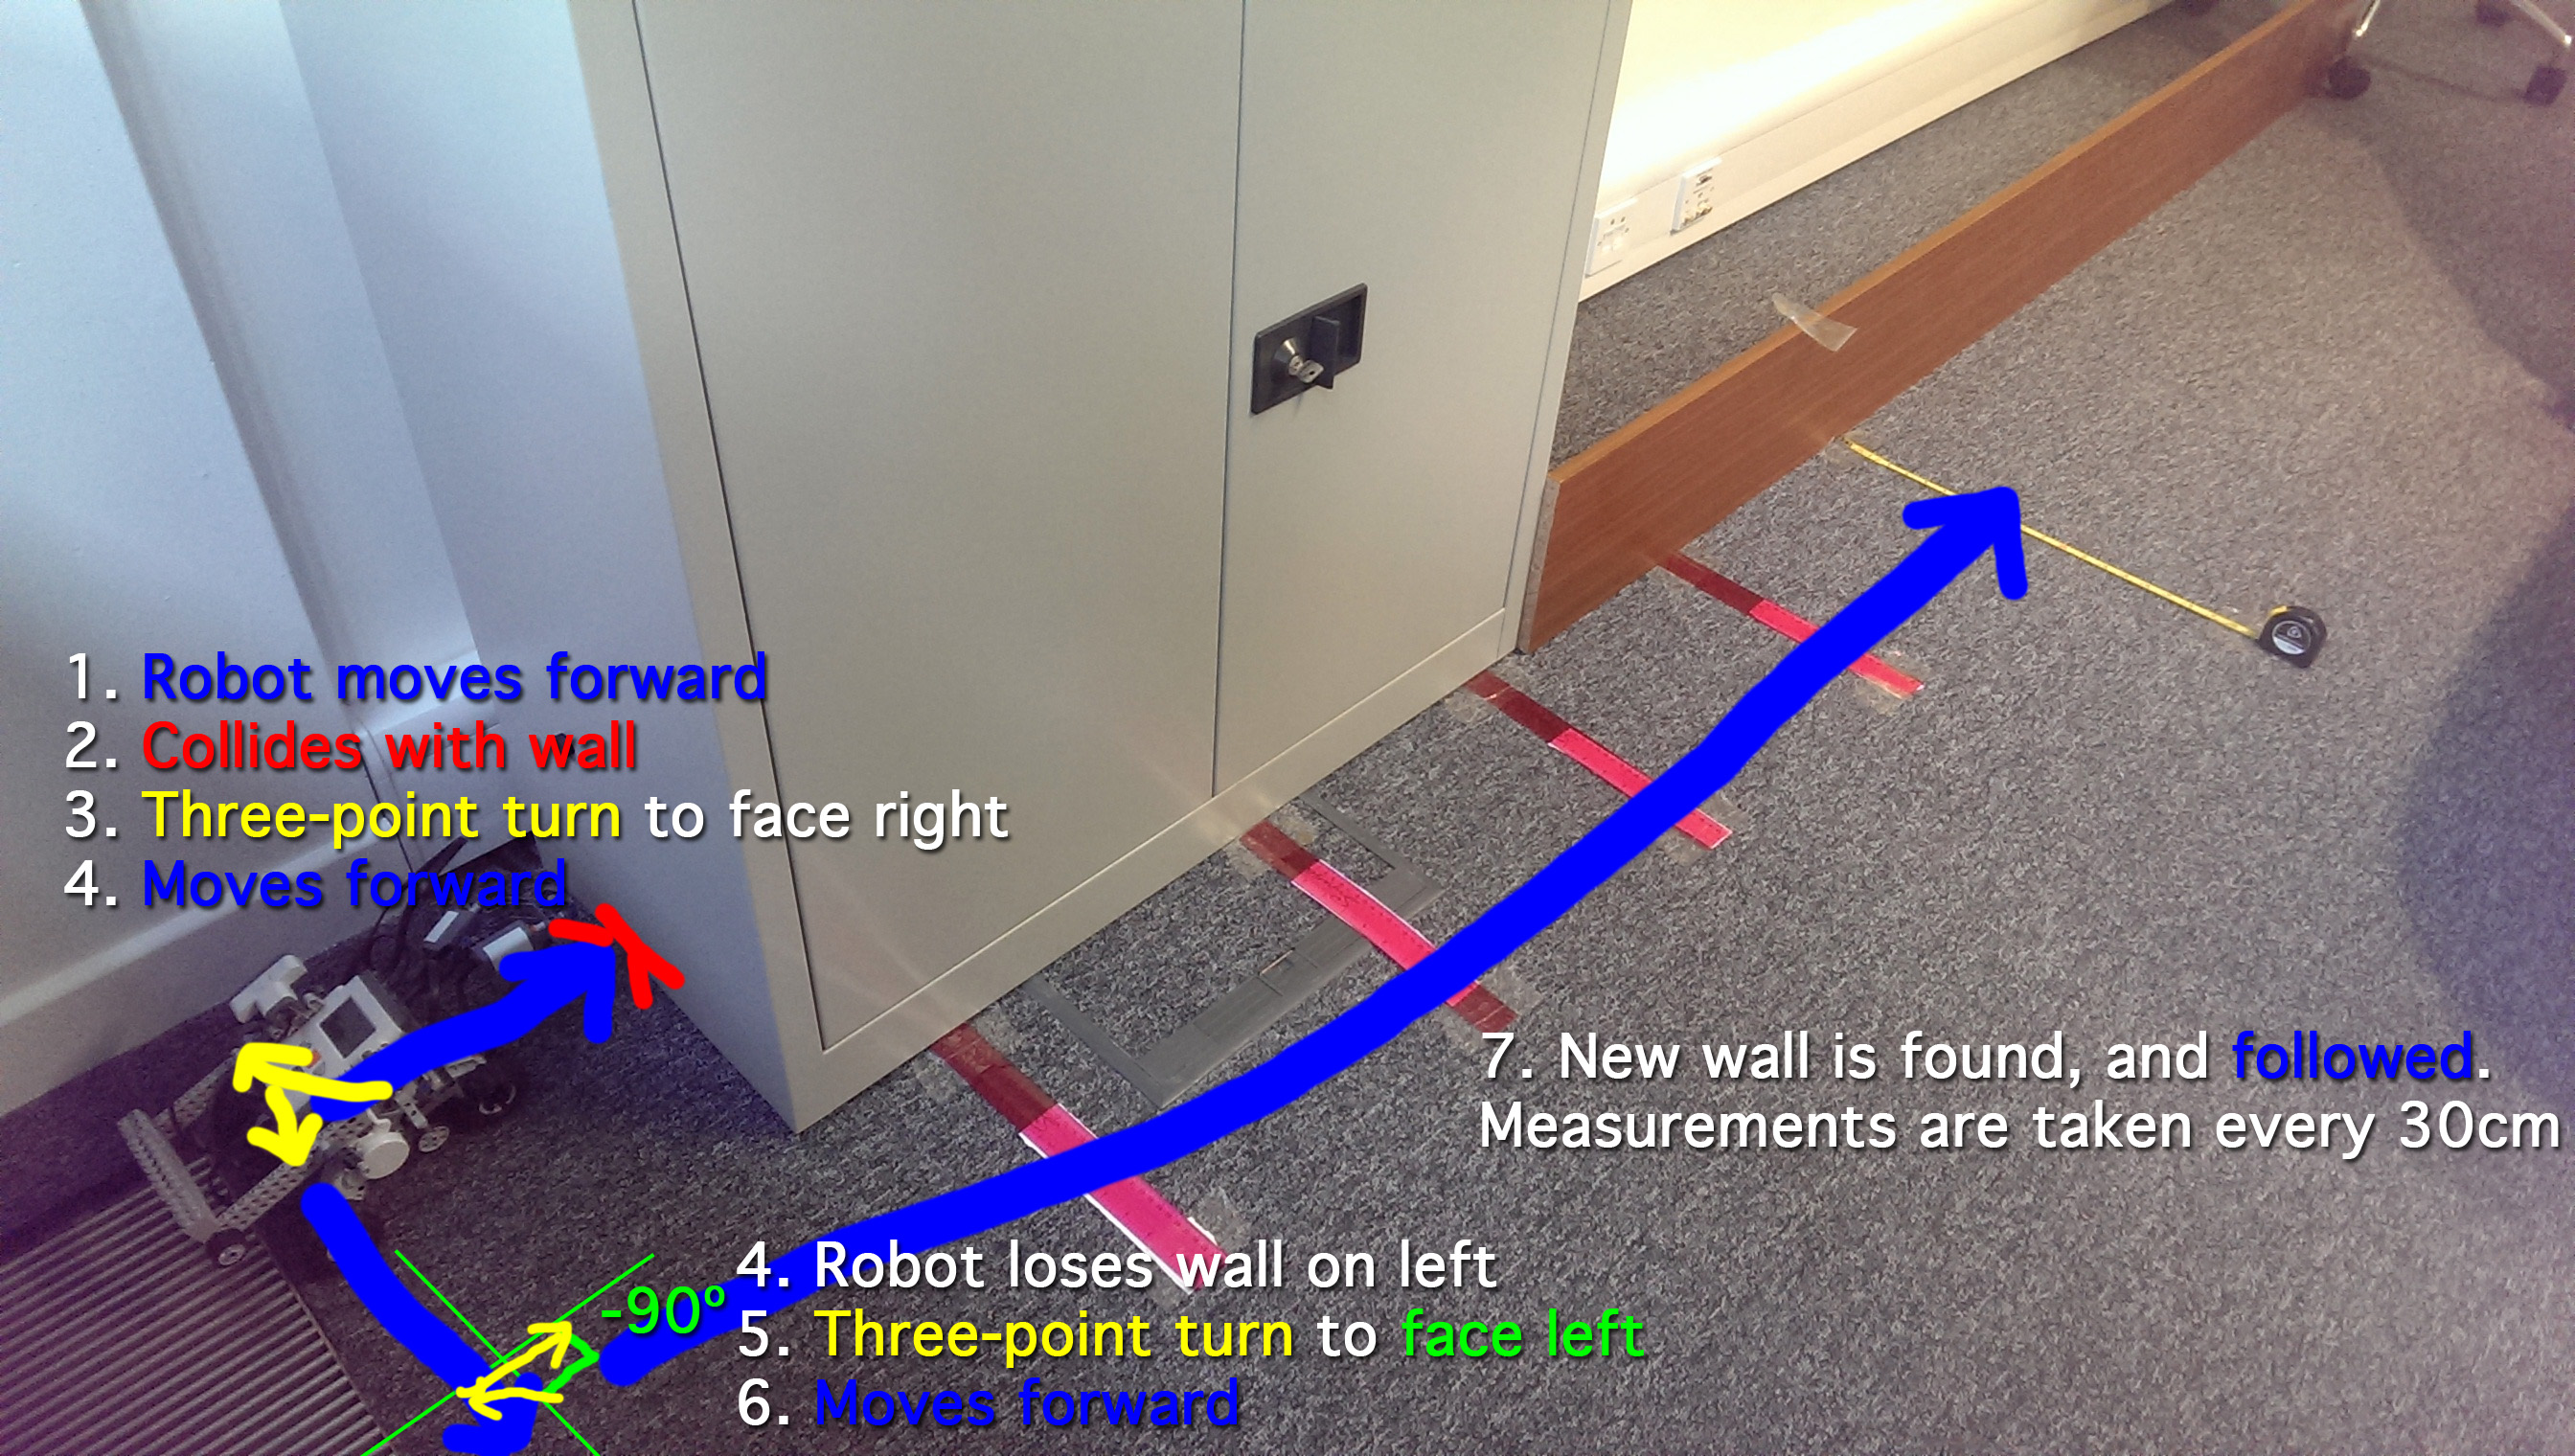 1. Robot moves forward
2. Collides with wall
3. Three-point turn to face right
4. Moves forward
-90º
4. Robot loses wall on left
5. Three-point turn to face left
6. Moves forward
7. New wall is found, and followed.
Measurements are taken every 30cm